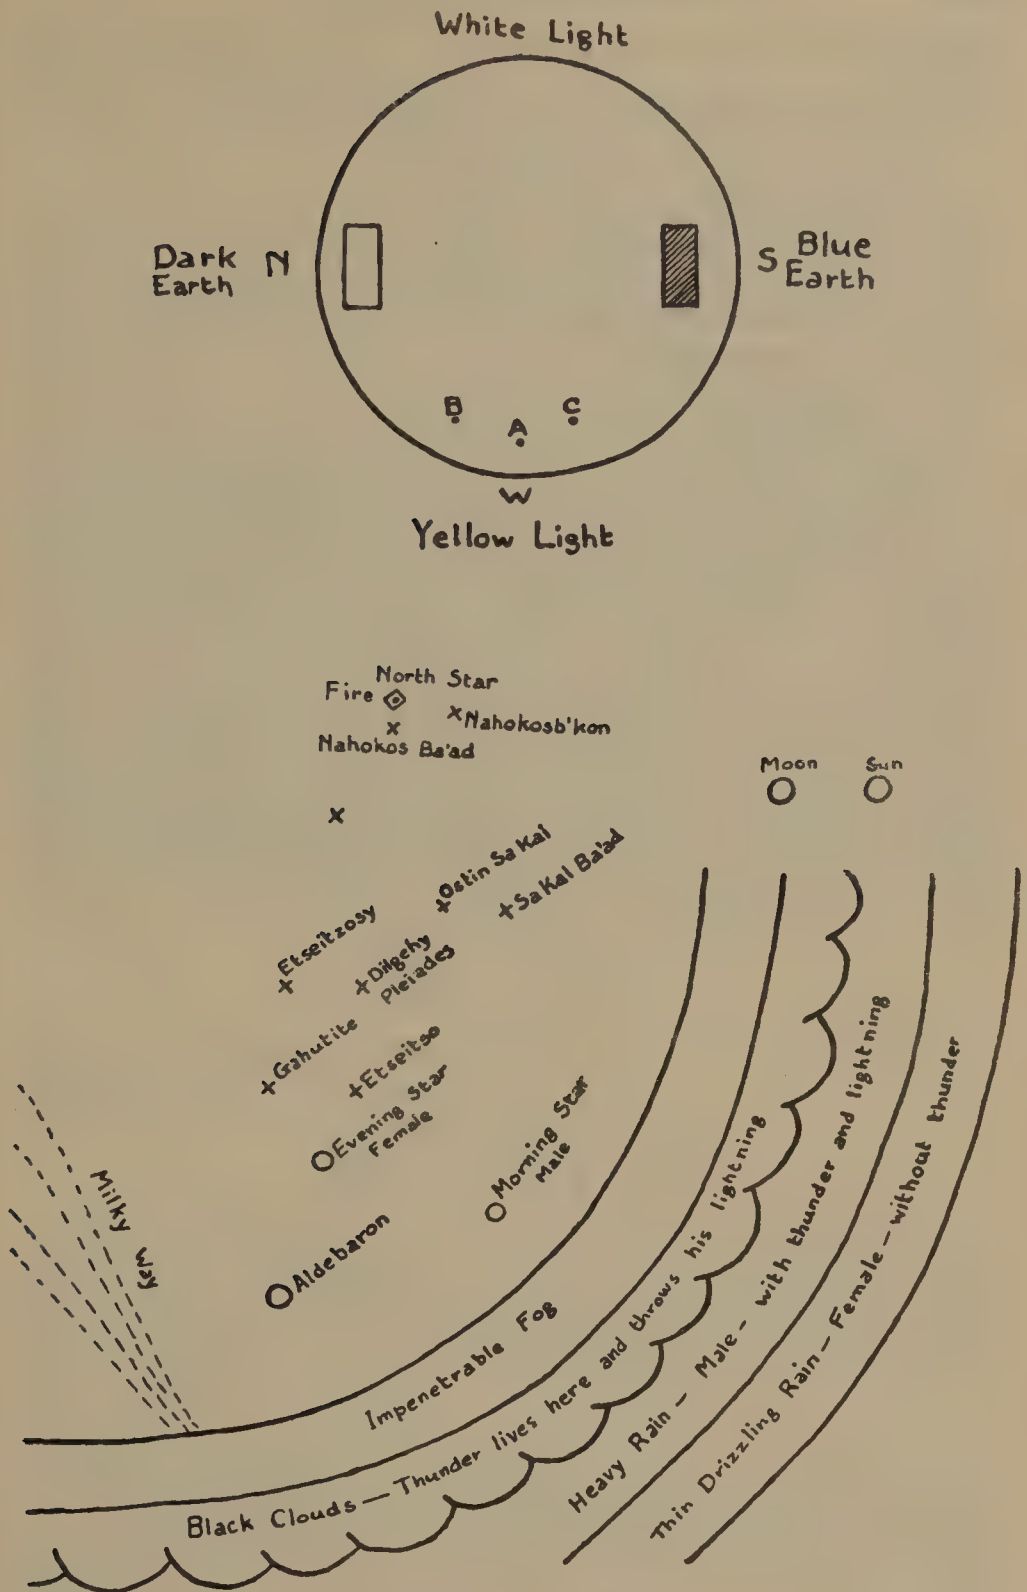 White Light
Dark N
Earth
S Blue
Earth
B
A
C
W
Yellow Light
North Star
Fire
Nahokosb'kon
Nahokos Ba'ad
Moon
Sun
Ostin Sakai
Sakai Ba'ad
Etseitzosy
Dilgehy
Pleiades
Gahutite
Etseitso
Evening Star
Female
Morning Star
Male
Milky Way
Aldebaron
Impenetrable Fog
Black Clouds — Thunder lives here and throws his lightning
Heavy Rain – Male – with thunder and lightning
Thin Drizzling Rain – Female – without thunder